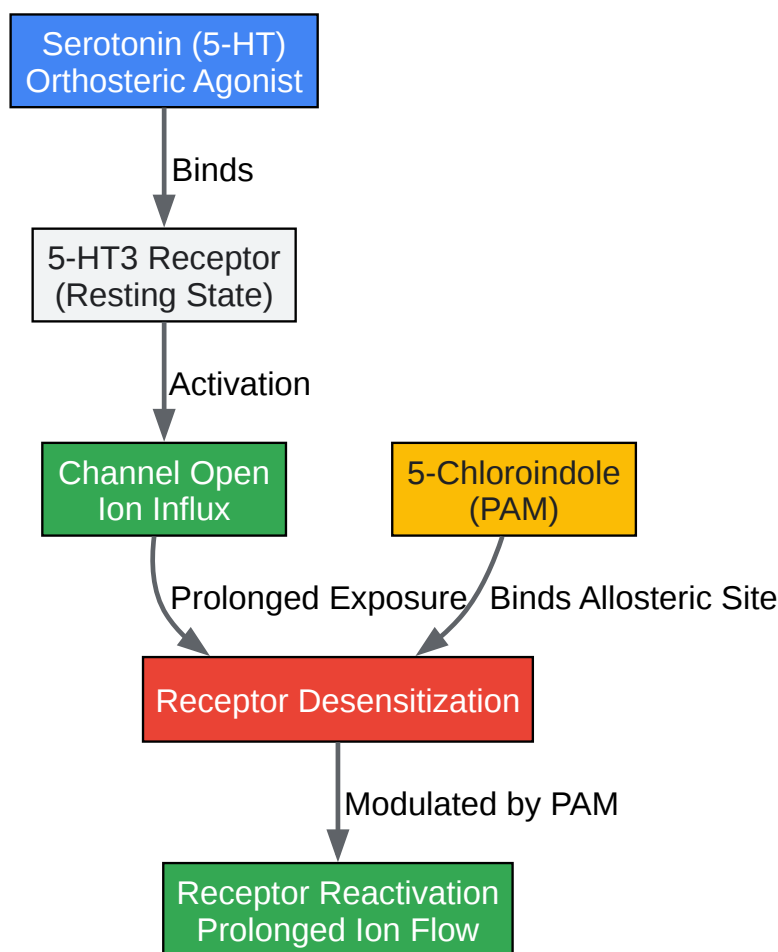 Serotonin (5-HT)
Orthosteric Agonist
Binds
5-HT3 Receptor
(Resting State)
Activation
Channel Open
Ion Influx
5-Chloroindole
(PAM)
Prolonged Exposure
Binds Allosteric Site
Receptor Desensitization
Modulated by PAM
Receptor Reactivation
Prolonged Ion Flow